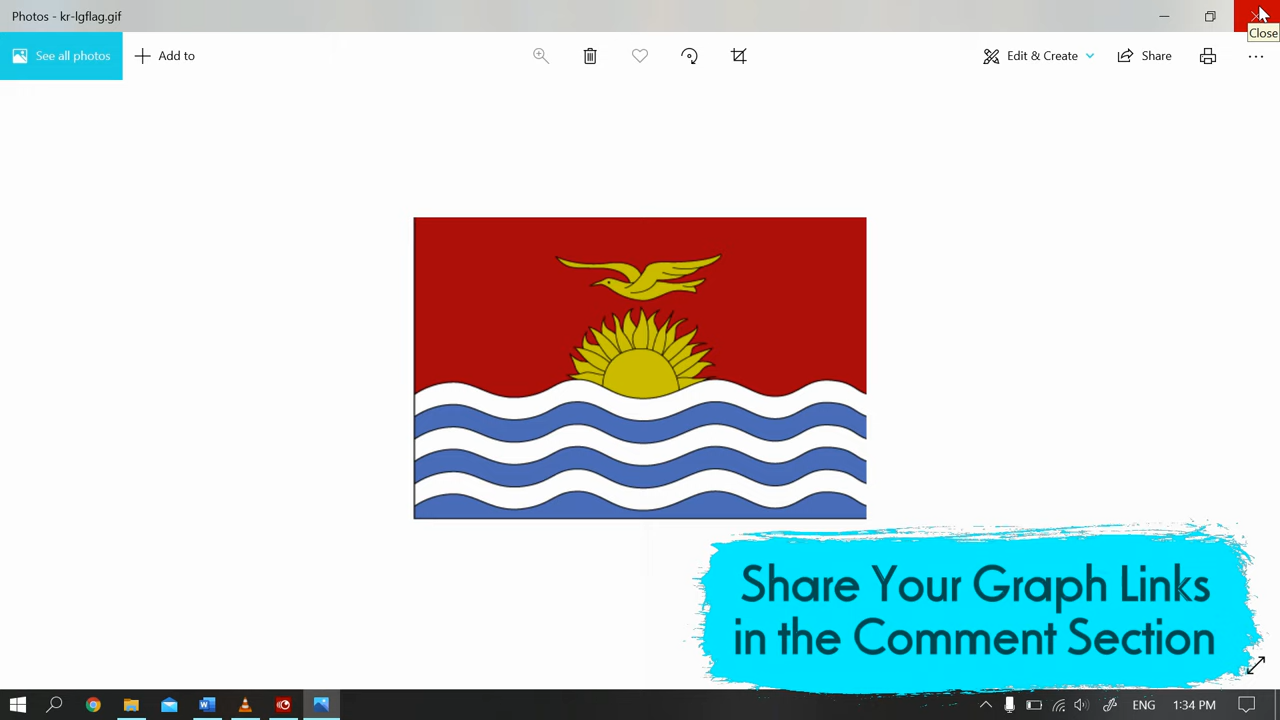 Photos - kr-lgflag.gif
Close
See all photos
Add to
Edit & Create
Share
Share Your Graph Links
in the Comment Section
ENG
1:34 PM